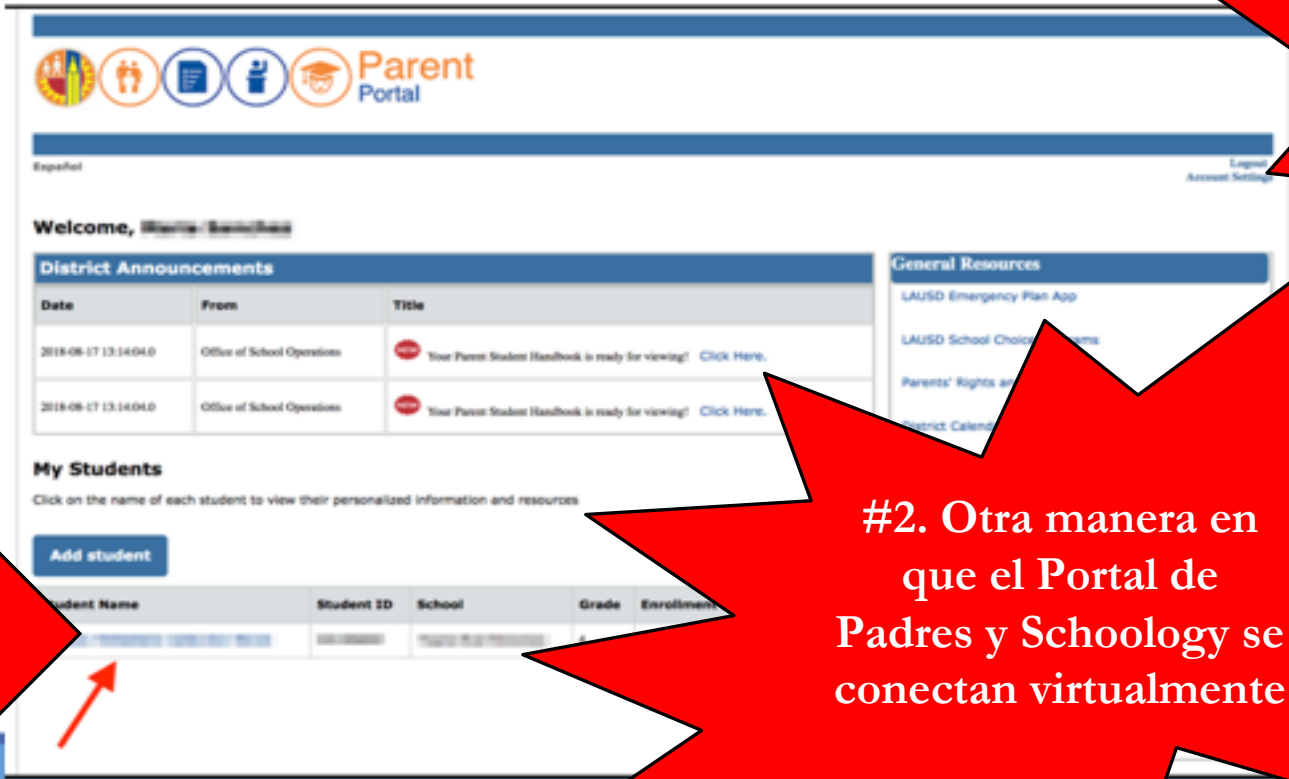 Parent
Portal
Español
Logout
Account Settings
Welcome,
District Announcements
General Resources
Date From Title
LAUSD Emergency Plan App
2018-08-17 13:14:04.0 Office of School Operations NEW Your Parent Student Handbook is ready for viewing! Click Here.
LAUSD School Choice
Parents' Rights
2018-08-17 13:14:04.0 Office of School Operations NEW Your Parent Student Handbook is ready for viewing! Click Here.
District
My Students
Click on the name of each student to view their personalized information and resources
Add student
Name Student ID School Grade
#2. Otra manera en
que el Portal de
Padres y Schoology se
conectan virtualmente